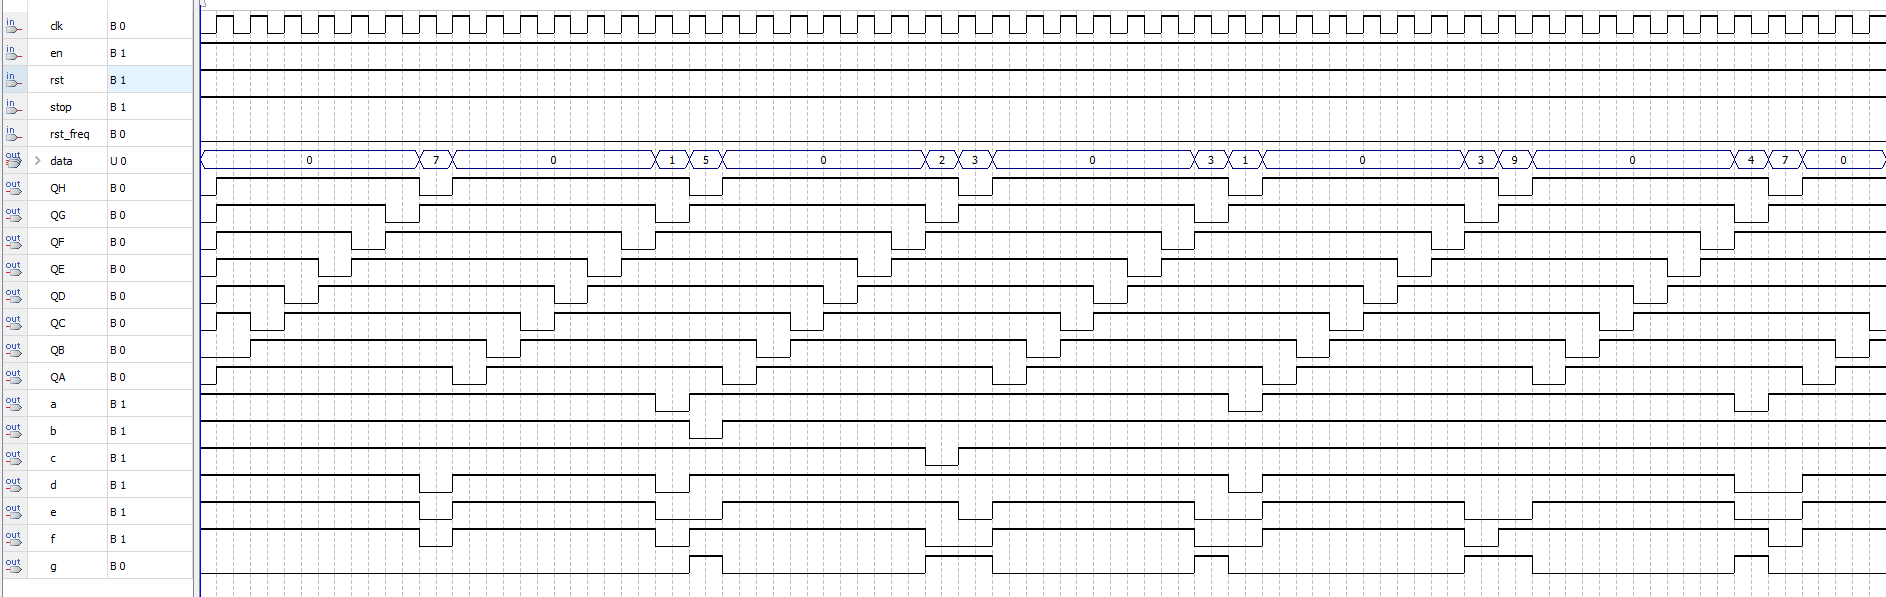 in clk B 0
in en B 1
in rst B 1
in stop B 1
in rst_freq B 0
out > data U 0 0 7 0 1 5 0 2 3 0 3 1 0 3 9 0 4 7 0
out QH B 0
out QG B 0
out QF B 0
out QE B 0
out QD B 0
out QC B 0
out QB B 0
out QA B 0
out a B 1
out b B 1
out c B 1
out d B 1
out e B 1
out f B 1
out g B 0